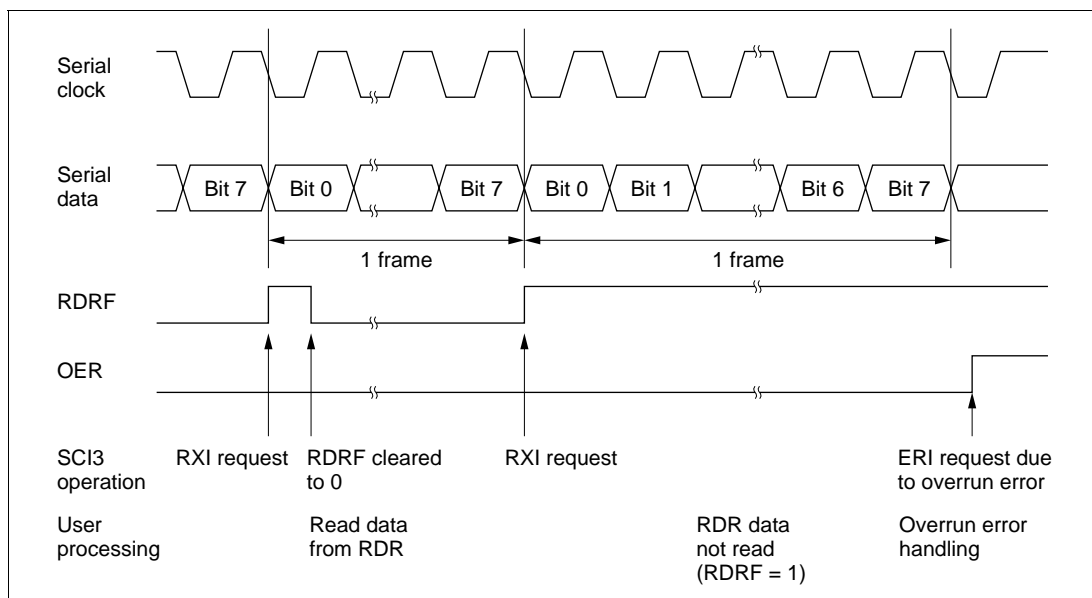 Serial
clock
Serial
data
Bit 7
Bit 0
Bit 7
Bit 0
Bit 1
Bit 6
Bit 7
1 frame
1 frame
RDRF
OER
SCI3
operation
RXI request
RDRF cleared
to 0
RXI request
ERI request due
to overrun error
User
processing
Read data
from RDR
RDR data
not read
(RDRF = 1)
Overrun error
handling